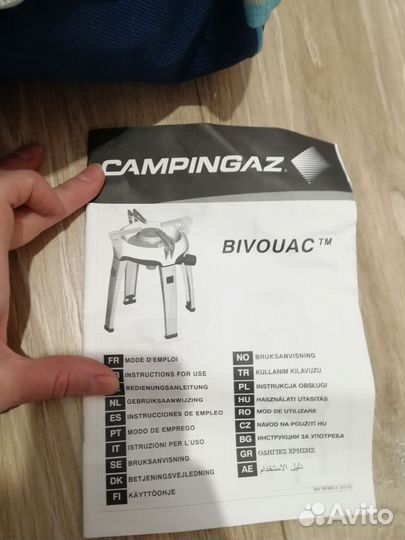 CAMPINGAZ
BIVOUAC™
FR MODE D'EMPLOI
INSTRUCTIONS FOR USE
BEDIENUNGSANLEITUNG
NL GEBRUIKSAANWIJZING
ES INSTRUCCIONES DE EMPLEO
PT MODO DE EMPREGO
IT ISTRUZIONI PER L'USO
SE BRUKSANVISNING
DK BETJENINGSVEJLEDNING
FI KÄYTTÖOHJE
NO BRUKSANVISNING
TR KULLANIM KILAVUZU
PL INSTRUKCJA OBSŁUGI
HU HASZNÁLATI UTASÍTÁS
RO MOD DE UTILIZARE
CZ NÁVOD NA POUŽITÍ HU
BG ИНСТРУКЦИИ ЗА УПОТРЕБА
GR ΟΔΗΓΙΕΣ ΧΡΗΣΗΣ
AE دليل الاستخدام
Avito